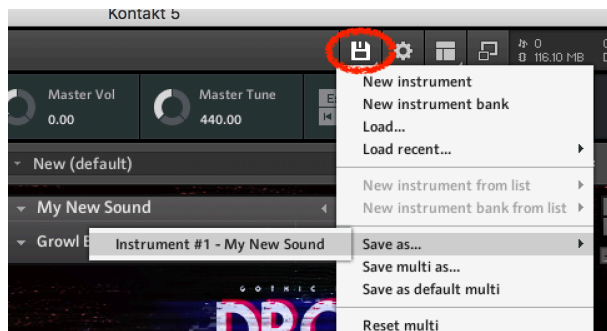 Kontakt 5
0
116.10 MB
Master Vol
0.00
Master Tune
440.00
New (default)
My New Sound
Growl
Instrument #1 - My New Sound
GOTHIC
New instrument
New instrument bank
Load...
Load recent...
New instrument from list
New instrument bank from list
Save as...
Save multi as...
Save as default multi
Reset multi